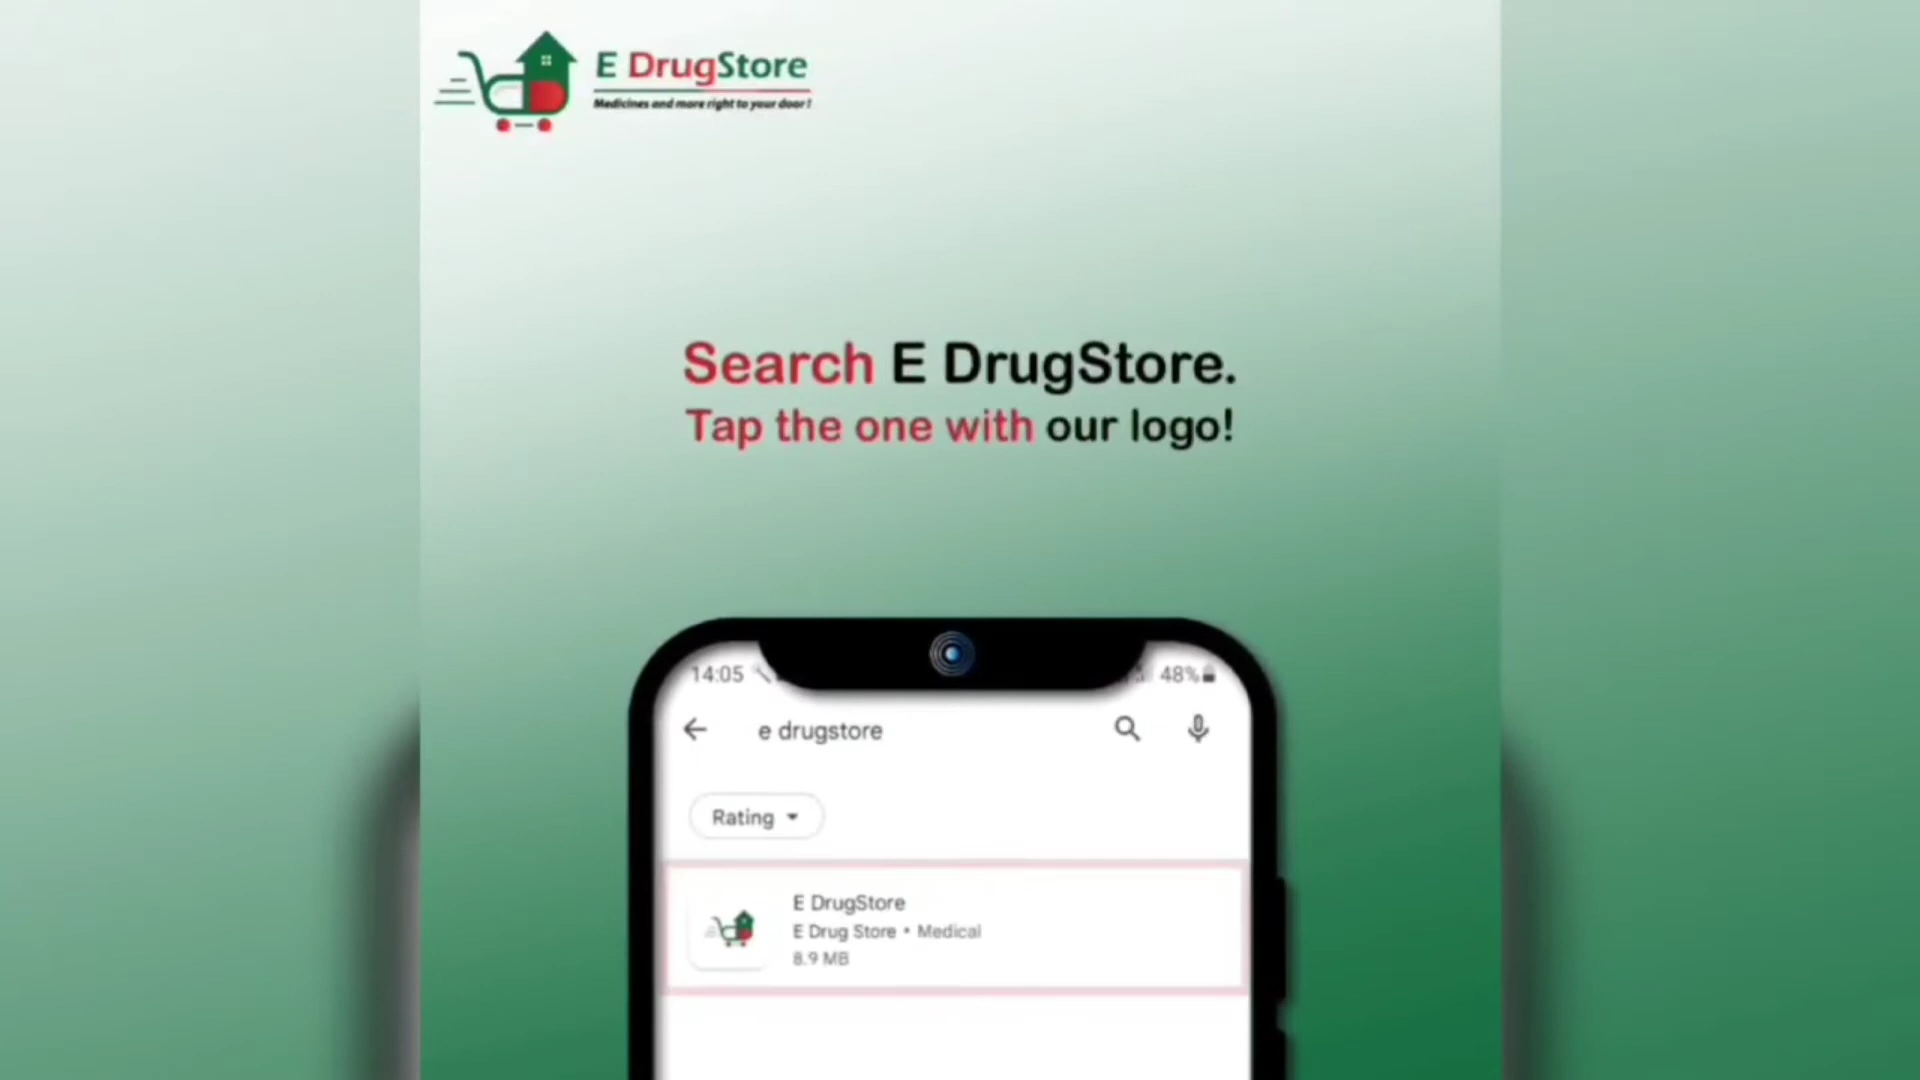 E DrugStore
Medicines and more right to your door!
Search E DrugStore.
Tap the one with our logo!
14:05
48%
e drugstore
Rating
E DrugStore
E Drug Store • Medical
8.9 MB